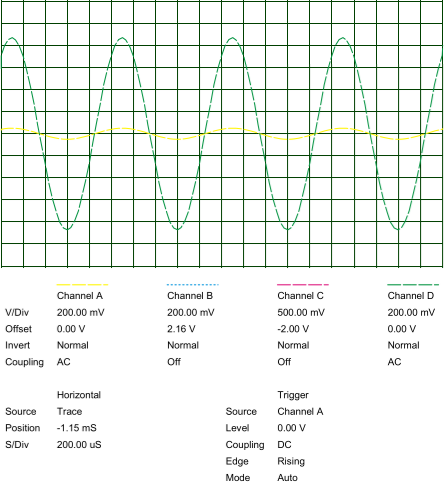 Channel A Channel B Channel C Channel D
V/Div 200.00 mV 200.00 mV 500.00 mV 200.00 mV
Offset 0.00 V 2.16 V -2.00 V 0.00 V
Invert Normal Normal Normal Normal
Coupling AC Off Off AC
Horizontal Trigger
Source Trace Source Channel A
Position -1.15 mS Level 0.00 V
S/Div 200.00 uS Coupling DC
Edge Rising
Mode Auto